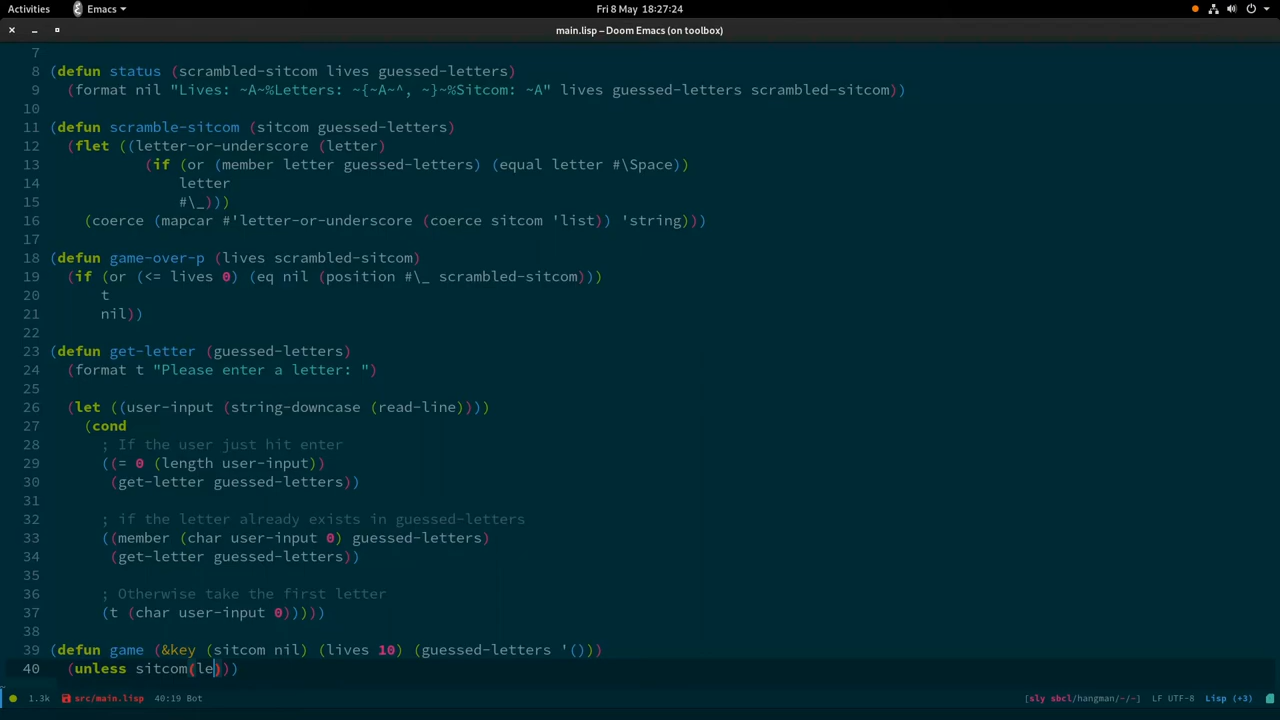 Activities Emacs Fri 8 May 18:27:24
main.lisp – Doom Emacs (on toolbox)
7
8 (defun status (scrambled-sitcom lives guessed-letters)
9 (format nil "Lives: ~A~%Letters: ~{~A~^, ~}~%Sitcom: ~A" lives guessed-letters scrambled-sitcom))
10
11 (defun scramble-sitcom (sitcom guessed-letters)
12 (flet ((letter-or-underscore (letter)
13 (if (or (member letter guessed-letters) (equal letter #\Space))
14 letter
15 #\_)))
16 (coerce (mapcar #'letter-or-underscore (coerce sitcom 'list)) 'string)))
17
18 (defun game-over-p (lives scrambled-sitcom)
19 (if (or (<= lives 0) (eq nil (position #\_ scrambled-sitcom)))
20 t
21 nil))
22
23 (defun get-letter (guessed-letters)
24 (format t "Please enter a letter: ")
25
26 (let ((user-input (string-downcase (read-line))))
27 (cond
28 ; If the user just hit enter
29 ((= 0 (length user-input))
30 (get-letter guessed-letters))
31
32 ; if the letter already exists in guessed-letters
33 ((member (char user-input 0) guessed-letters)
34 (get-letter guessed-letters))
35
36 ; Otherwise take the first letter
37 (t (char user-input 0)))))
38
39 (defun game (&key (sitcom nil) (lives 10) (guessed-letters '()))
40 (unless sitcom(le)))
1.3k src/main.lisp 40:19 Bot [sly sbcl/hangman/-/-] LF UTF-8 Lisp (+3)